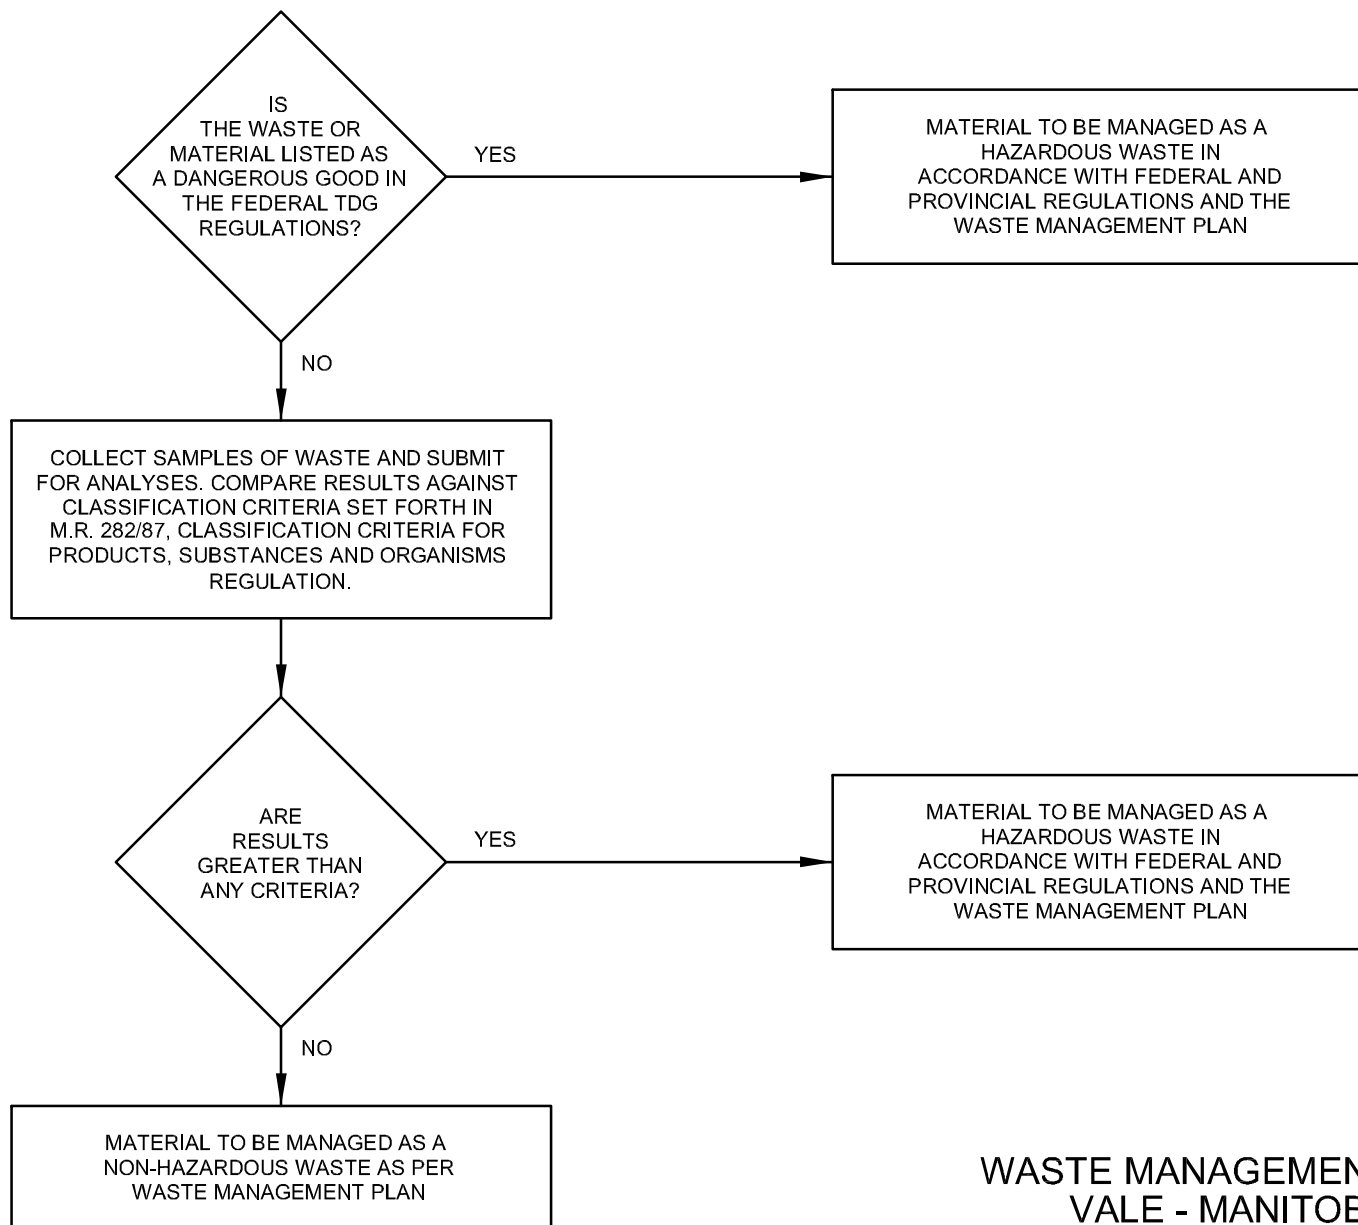 IS
THE WASTE OR
MATERIAL LISTED AS
A DANGEROUS GOOD IN
THE FEDERAL TDG
REGULATIONS?
YES
MATERIAL TO BE MANAGED AS A
HAZARDOUS WASTE IN
ACCORDANCE WITH FEDERAL AND
PROVINCIAL REGULATIONS AND THE
WASTE MANAGEMENT PLAN
NO
COLLECT SAMPLES OF WASTE AND SUBMIT
FOR ANALYSES. COMPARE RESULTS AGAINST
CLASSIFICATION CRITERIA SET FORTH IN
M.R. 282/87, CLASSIFICATION CRITERIA FOR
PRODUCTS, SUBSTANCES AND ORGANISMS
REGULATION.
ARE
RESULTS
GREATER THAN
ANY CRITERIA?
YES
MATERIAL TO BE MANAGED AS A
HAZARDOUS WASTE IN
ACCORDANCE WITH FEDERAL AND
PROVINCIAL REGULATIONS AND THE
WASTE MANAGEMENT PLAN
NO
MATERIAL TO BE MANAGED AS A
NON-HAZARDOUS WASTE AS PER
WASTE MANAGEMENT PLAN
WASTE MANAGEMEN
VALE - MANITOB